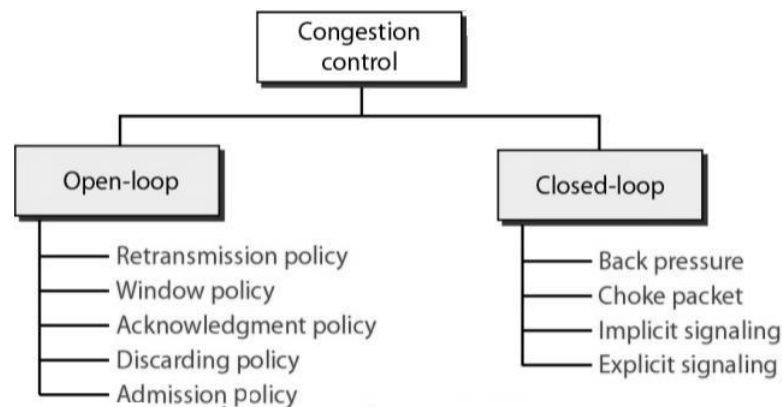 Congestion
control
Open-loop
Retransmission policy
Window policy
Acknowledgment policy
Discarding policy
Admission policy
Closed-loop
Back pressure
Choke packet
Implicit signaling
Explicit signaling